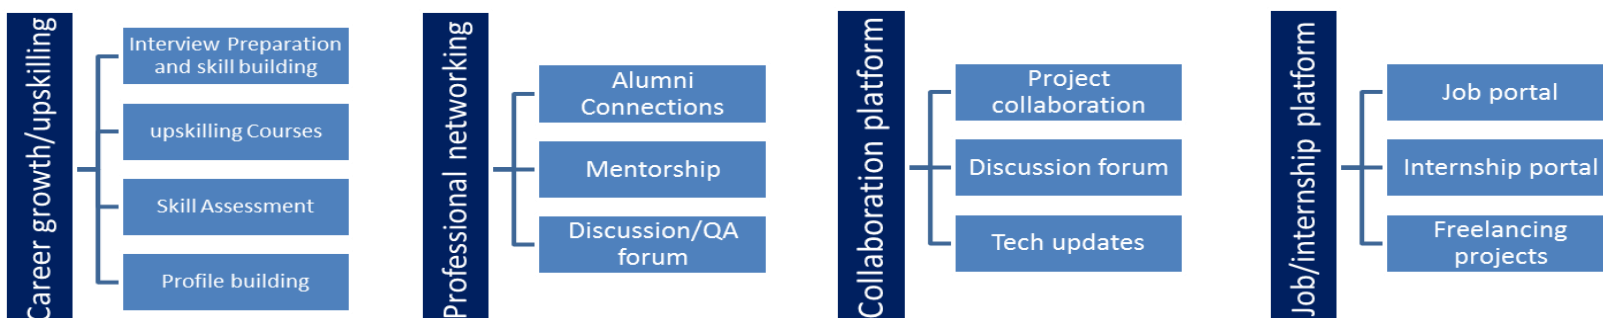 Career growth/upskilling
Interview Preparation
and skill building
upskilling Courses
Skill Assessment
Profile building
Professional networking
Alumni
Connections
Mentorship
Discussion/QA
forum
Collaboration platform
Project
collaboration
Discussion forum
Tech updates
Job/internship platform
Job portal
Internship portal
Freelancing
projects